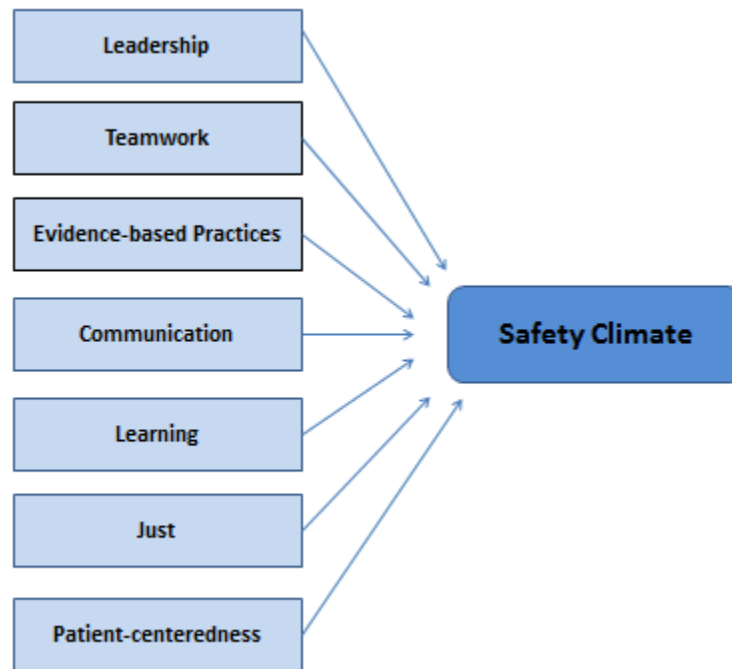 Leadership
Teamwork
Evidence-based Practices
Communication
Safety Climate
Learning
Just
Patient-centeredness